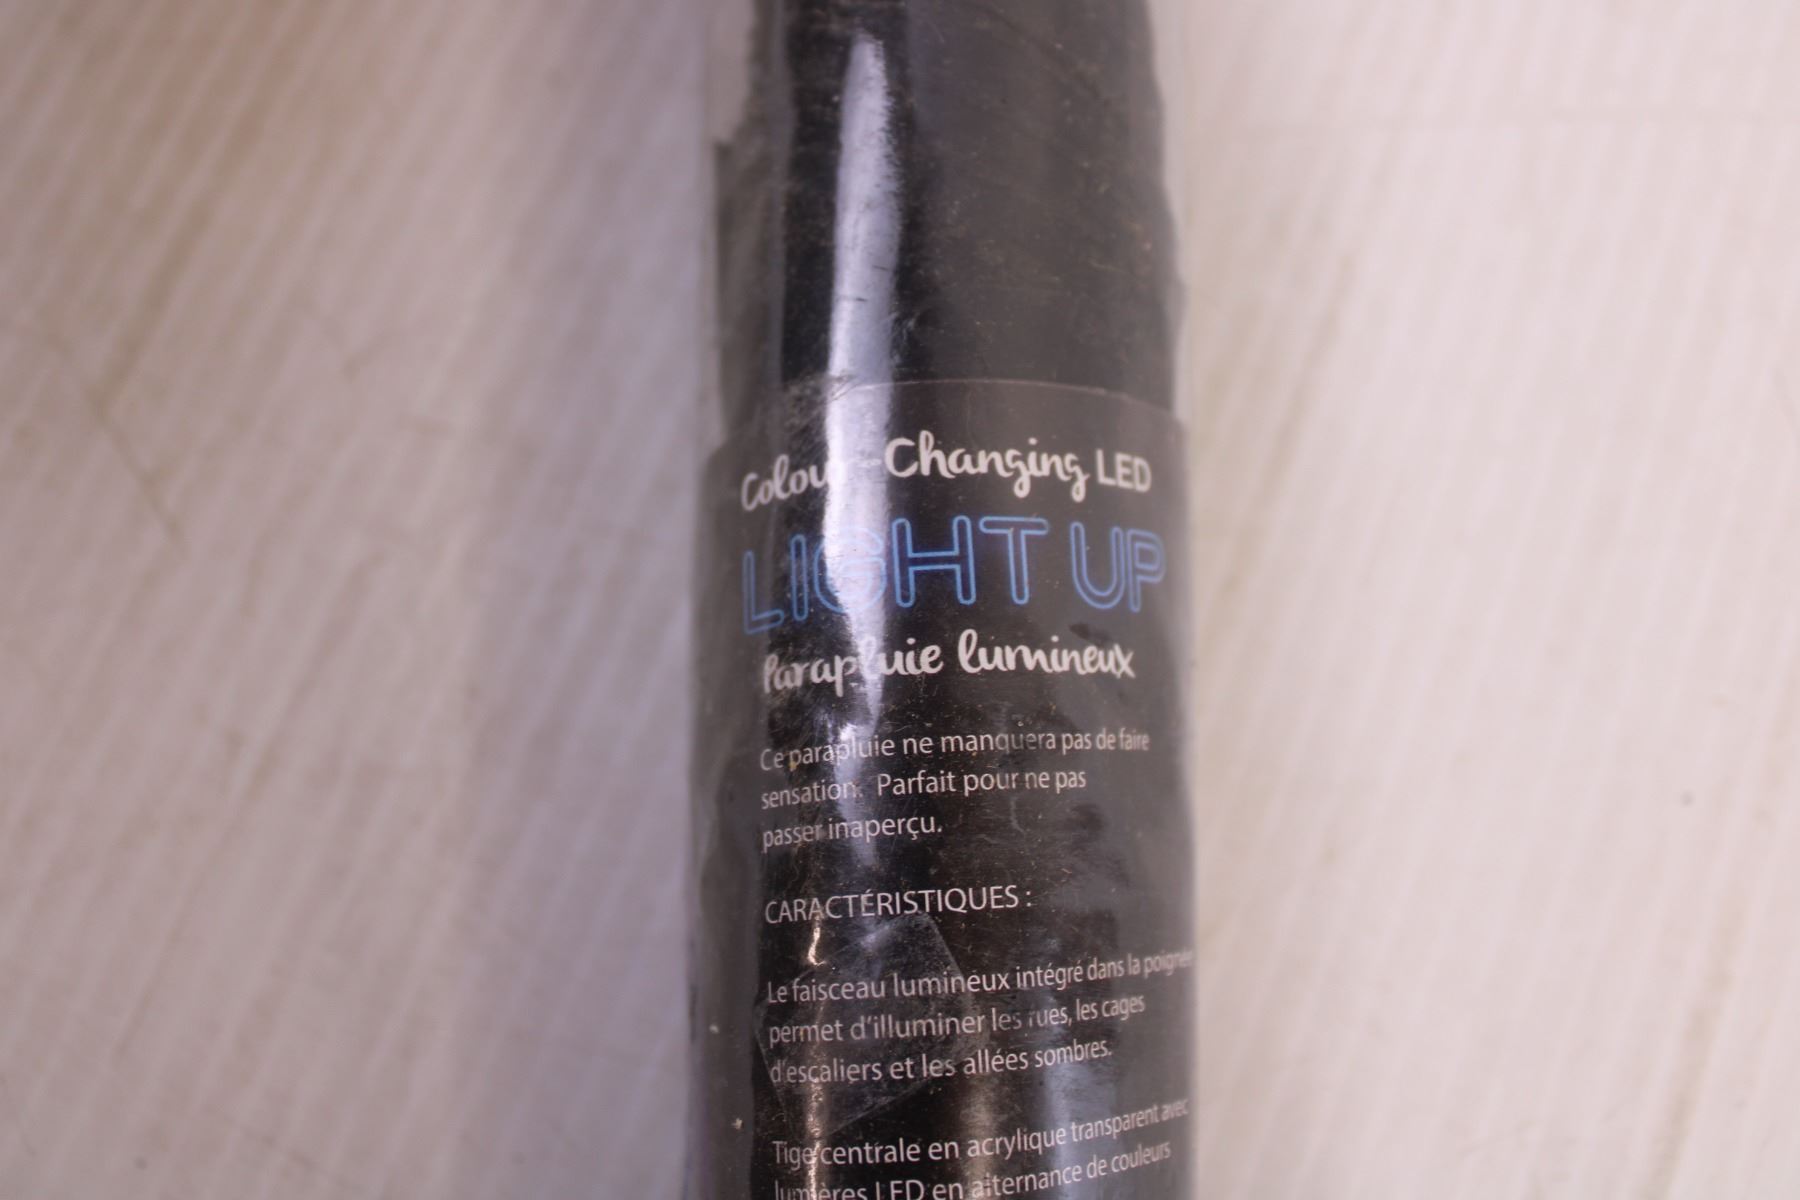 Colour-Changing LED
LIGHT UP
Parapluie lumineux
Ce parapluie ne manquera pas de faire
sensation. Parfait pour ne pas
passer inaperçu.
CARACTÉRISTIQUES :
Le faisceau lumineux intégré dans la poignée
permet d'illuminer les rues, les cages
d'escaliers et les allées sombres.
Tige centrale en acrylique transparent avec
lumières LED en alternance de couleurs